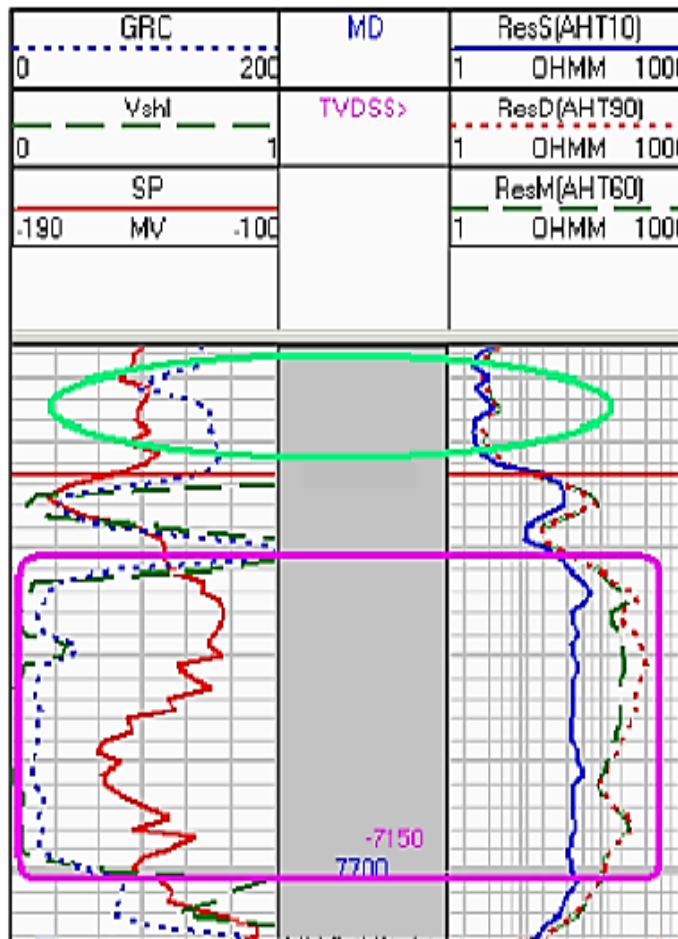 GRC MD ResS(AHT10)
0 200 1 OHMM 1000
Vshl TVDSS> ResD(AHT90)
0 1 1 OHMM 1000
SP ResM(AHT60)
-190 MV -100 1 OHMM 1000
-7150
7700